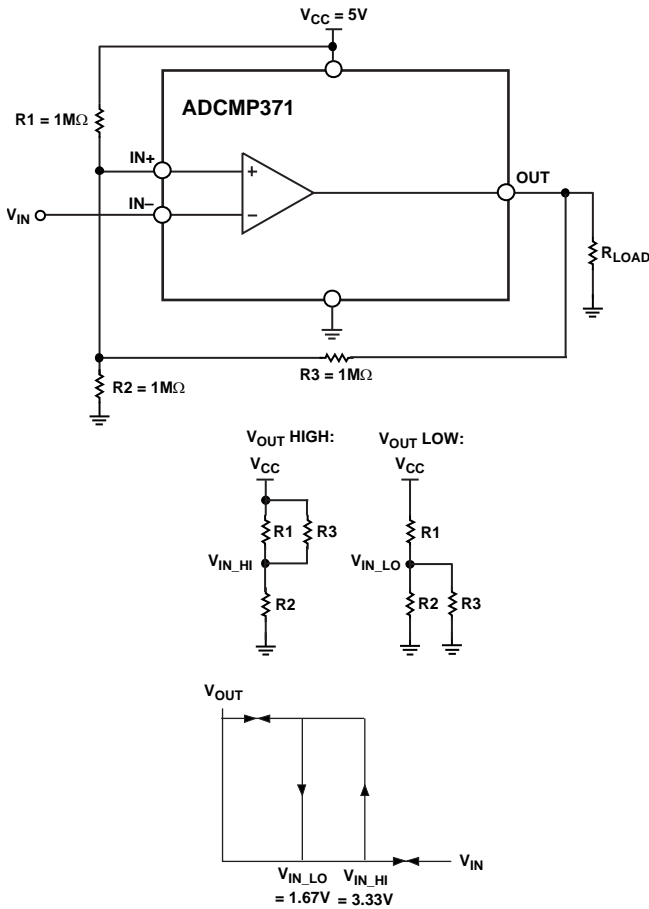 VCC = 5V
ADCMP371
R1 = 1MΩ
IN+
+
OUT
VIN
IN–
–
RLOAD
R3 = 1MΩ
R2 = 1MΩ
VOUT HIGH:
VOUT LOW:
VCC
VCC
R1
R3
R1
VIN_HI
VIN_LO
R2
R2
R3
VOUT
VIN
VIN_LO
VIN_HI
= 1.67V
= 3.33V